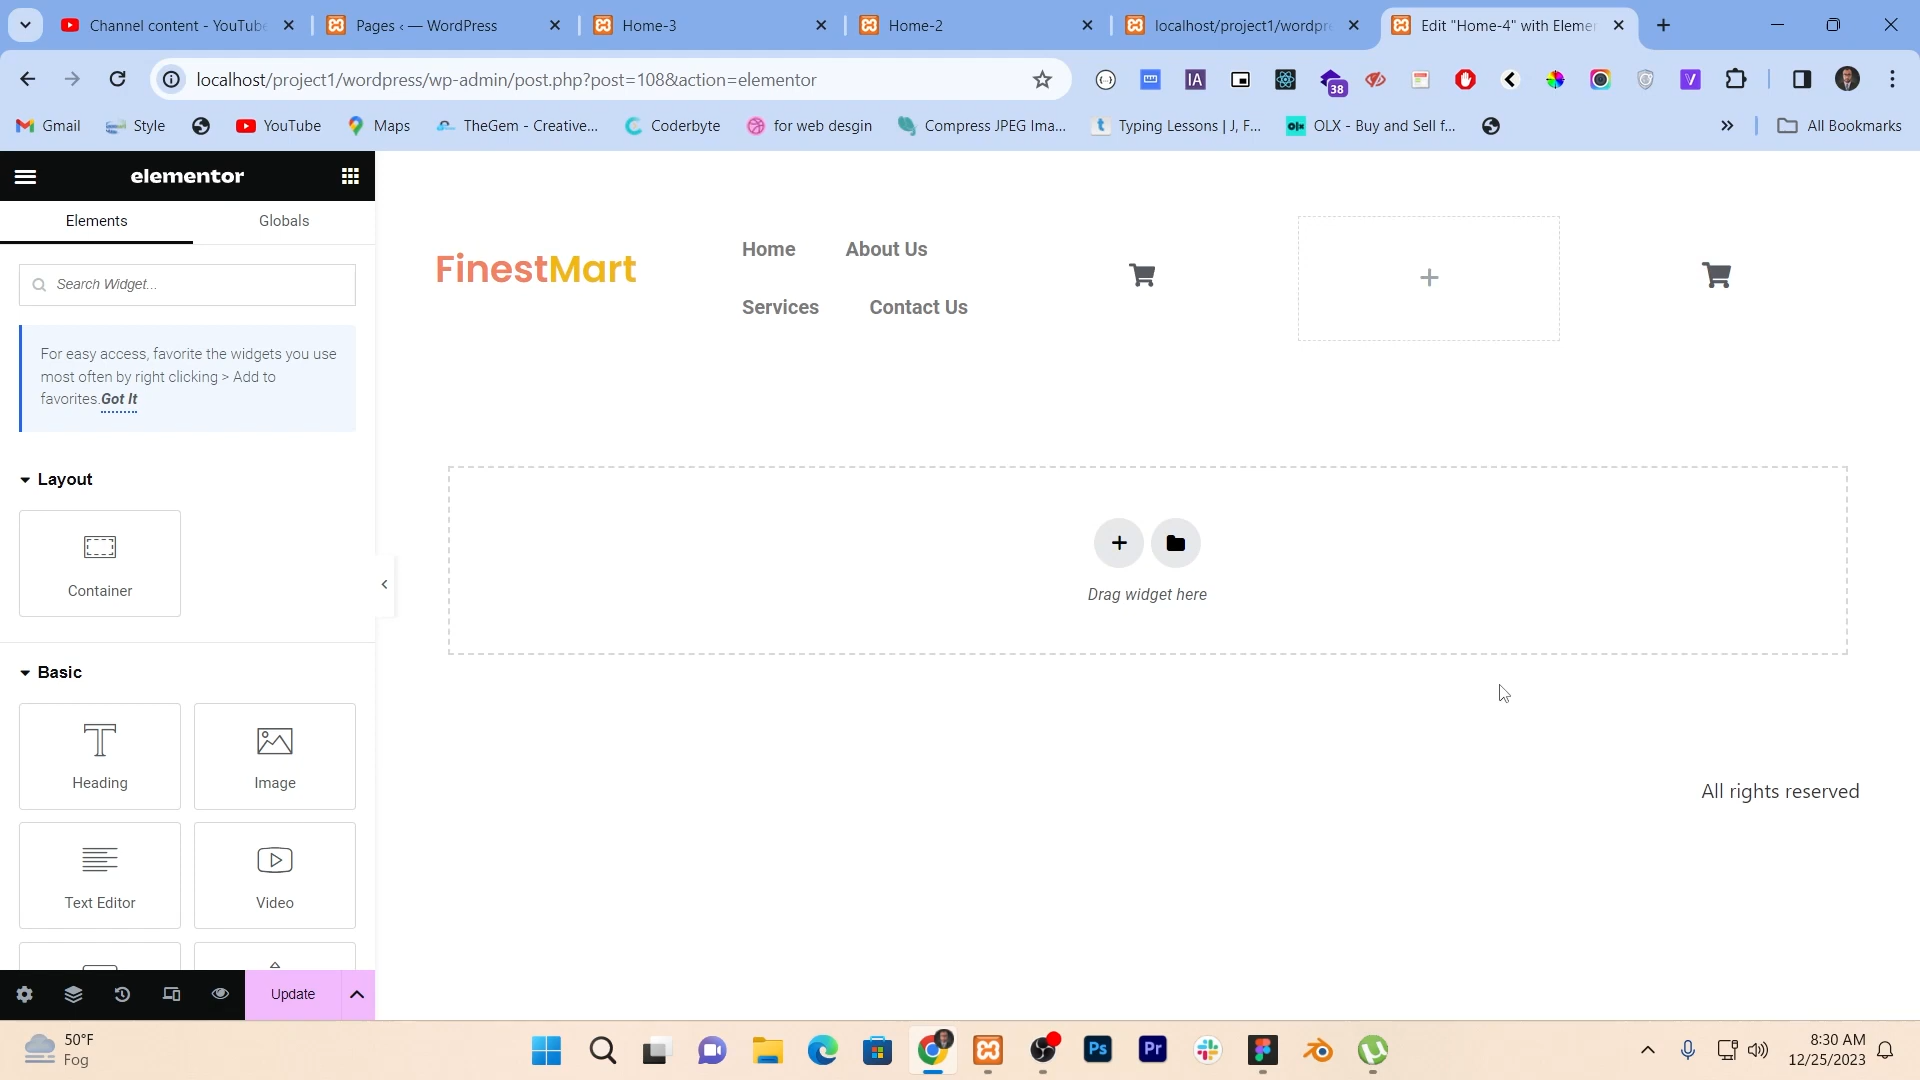 Channel content - YouTube
Pages ‹ — WordPress
Home-3
Home-2
localhost/project1/wordpre
Edit "Home-4" with Elemen
localhost/project1/wordpress/wp-admin/post.php?post=108&action=elementor
IA
38
V
Gmail
Style
YouTube
Maps
TheGem - Creative...
Coderbyte
for web desgin
Compress JPEG Ima...
Typing Lessons | J, F...
OLX - Buy and Sell f...
All Bookmarks
elementor
Elements
Globals
Search Widget...
For easy access, favorite the widgets you use
most often by right clicking > Add to
favorites.Got It
Layout
Container
Basic
Heading
Image
Text Editor
Video
Update
FinestMart
Home
About Us
Services
Contact Us
Drag widget here
All rights reserved
50°F
Fog
Ps
Pr
8:30 AM
12/25/2023